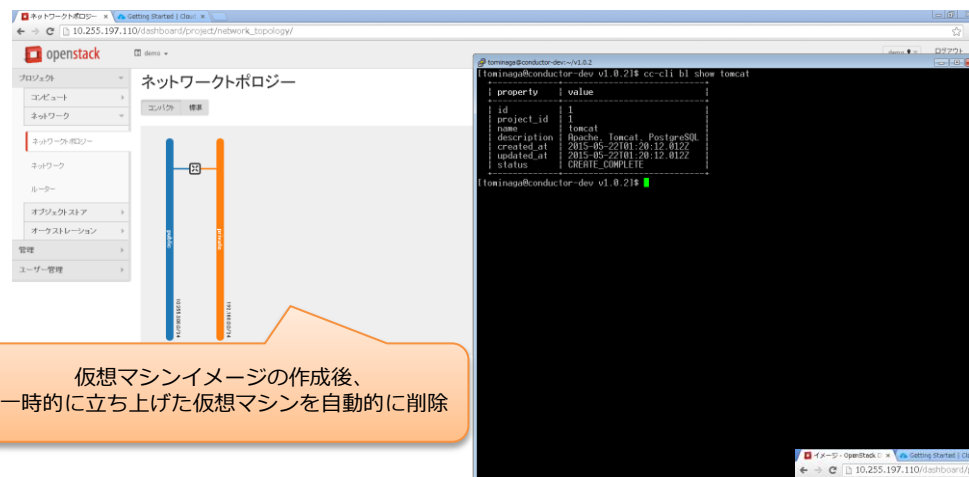 ネットワークトポロジー
Getting Started | Cloud
10.255.197.110/dashboard/project/network_topology/
openstack
demo
demo
ログアウト
プロジェクト
コンピュート
ネットワーク
ネットワークトポロジー
ネットワーク
ルーター
オブジェクトストア
オーケストレーション
管理
ユーザー管理
ネットワークトポロジー
コンパクト 標準
public
private
仮想マシンイメージの作成後、
一時的に立ち上げた仮想マシンを自動的に削除
tominaga@conductor-dev:~/v1.0.2
[tominaga@conductor-dev v1.0.2]$ cc-cli bl show tomcat
| property | value |
| id | 1 |
| project_id | 1 |
| name | tomcat |
| description | Apache, Tomcat, PostgreSQL |
| created_at | 2015-05-22T01:20:12.012Z |
| updated_at | 2015-05-22T01:20:12.012Z |
| status | CREATE_COMPLETE |
[tominaga@conductor-dev v1.0.2]$
イメージ - OpenStack D
Getting Started | Clo
10.255.197.110/dashboard/p